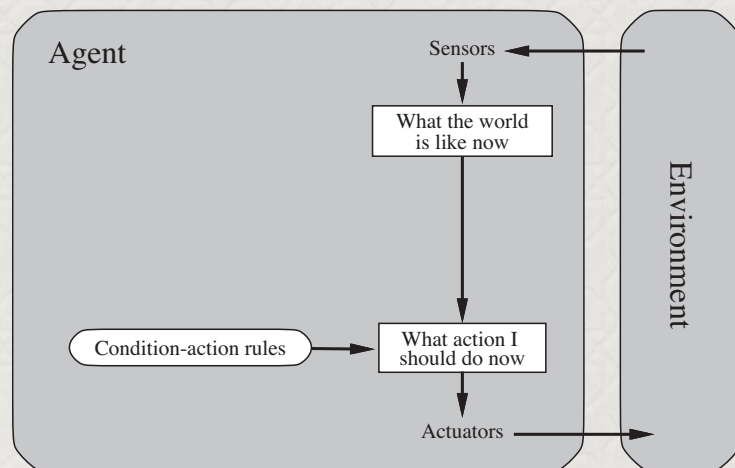 Agent
Sensors
What the world
is like now
Condition-action rules
What action I
should do now
Actuators
Environment